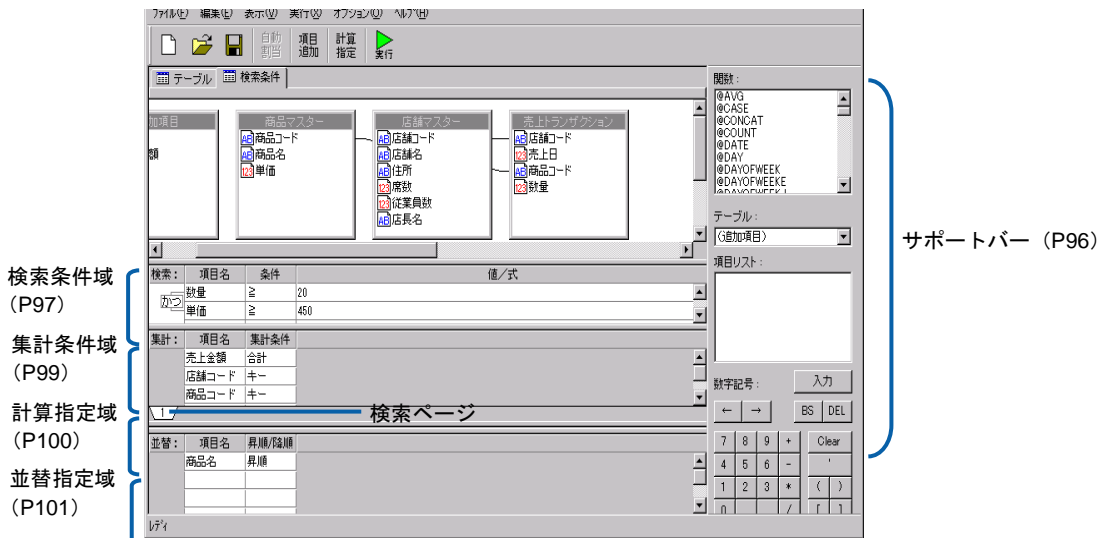 ファイル(F) 編集(E) 表示(V) 実行(X) オプション(O) ヘルプ(H)
自動割当 項目追加 計算指定 実行
テーブル 検索条件
加項目
額
商品マスター
商品コード
商品名
単価
店舗マスター
店舗コード
店舗名
住所
席数
従業員数
店長名
売上トランザクション
店舗コード
売上日
商品コード
数量
検索： 項目名 条件 値／式
かつ
数量 ≧ 20
単価 ≧ 450
集計： 項目名 集計条件
売上金額 合計
店舗コード キー
商品コード キー
1
検索ページ
並替： 項目名 昇順/降順
商品名 昇順
ﾚﾃﾞｨ
関数：
@AVG
@CASE
@CONCAT
@COUNT
@DATE
@DAY
@DAYOFWEEK
@DAYOFWEEKE
@DAYOFWEEKJ
テーブル：
(追加項目)
項目リスト：
数字記号： 入力
← → BS DEL
7 8 9 + Clear
4 5 6 - '
1 2 3 * ( )
0 / [ ]
検索条件域
（P97）
集計条件域
（P99）
計算指定域
（P100）
並替指定域
（P101）
サポートバー（P96）